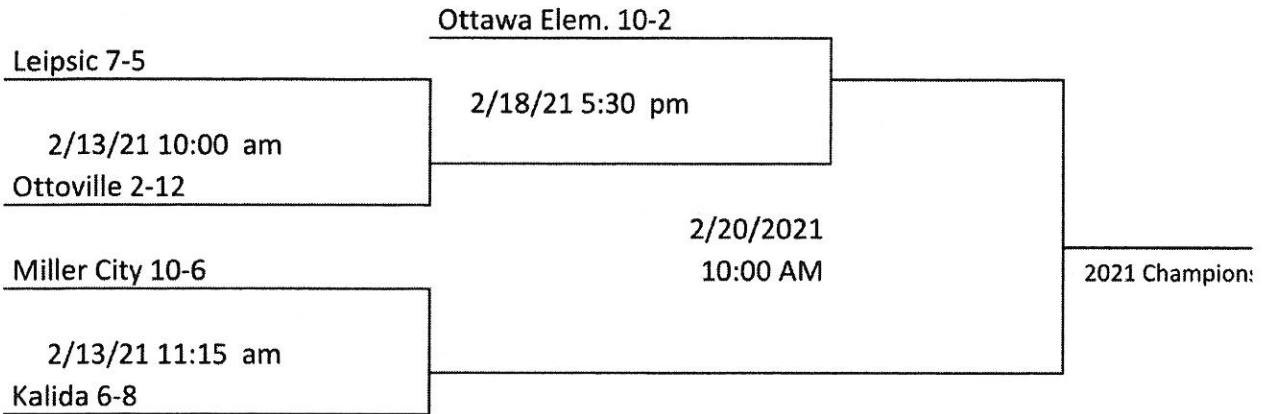 Ottawa Elem. 10-2
Leipsic 7-5
2/18/21 5:30 pm
2/13/21 10:00 am
Ottoville 2-12
2/20/2021
10:00 AM
Miller City 10-6
2021 Champions
2/13/21 11:15 am
Kalida 6-8